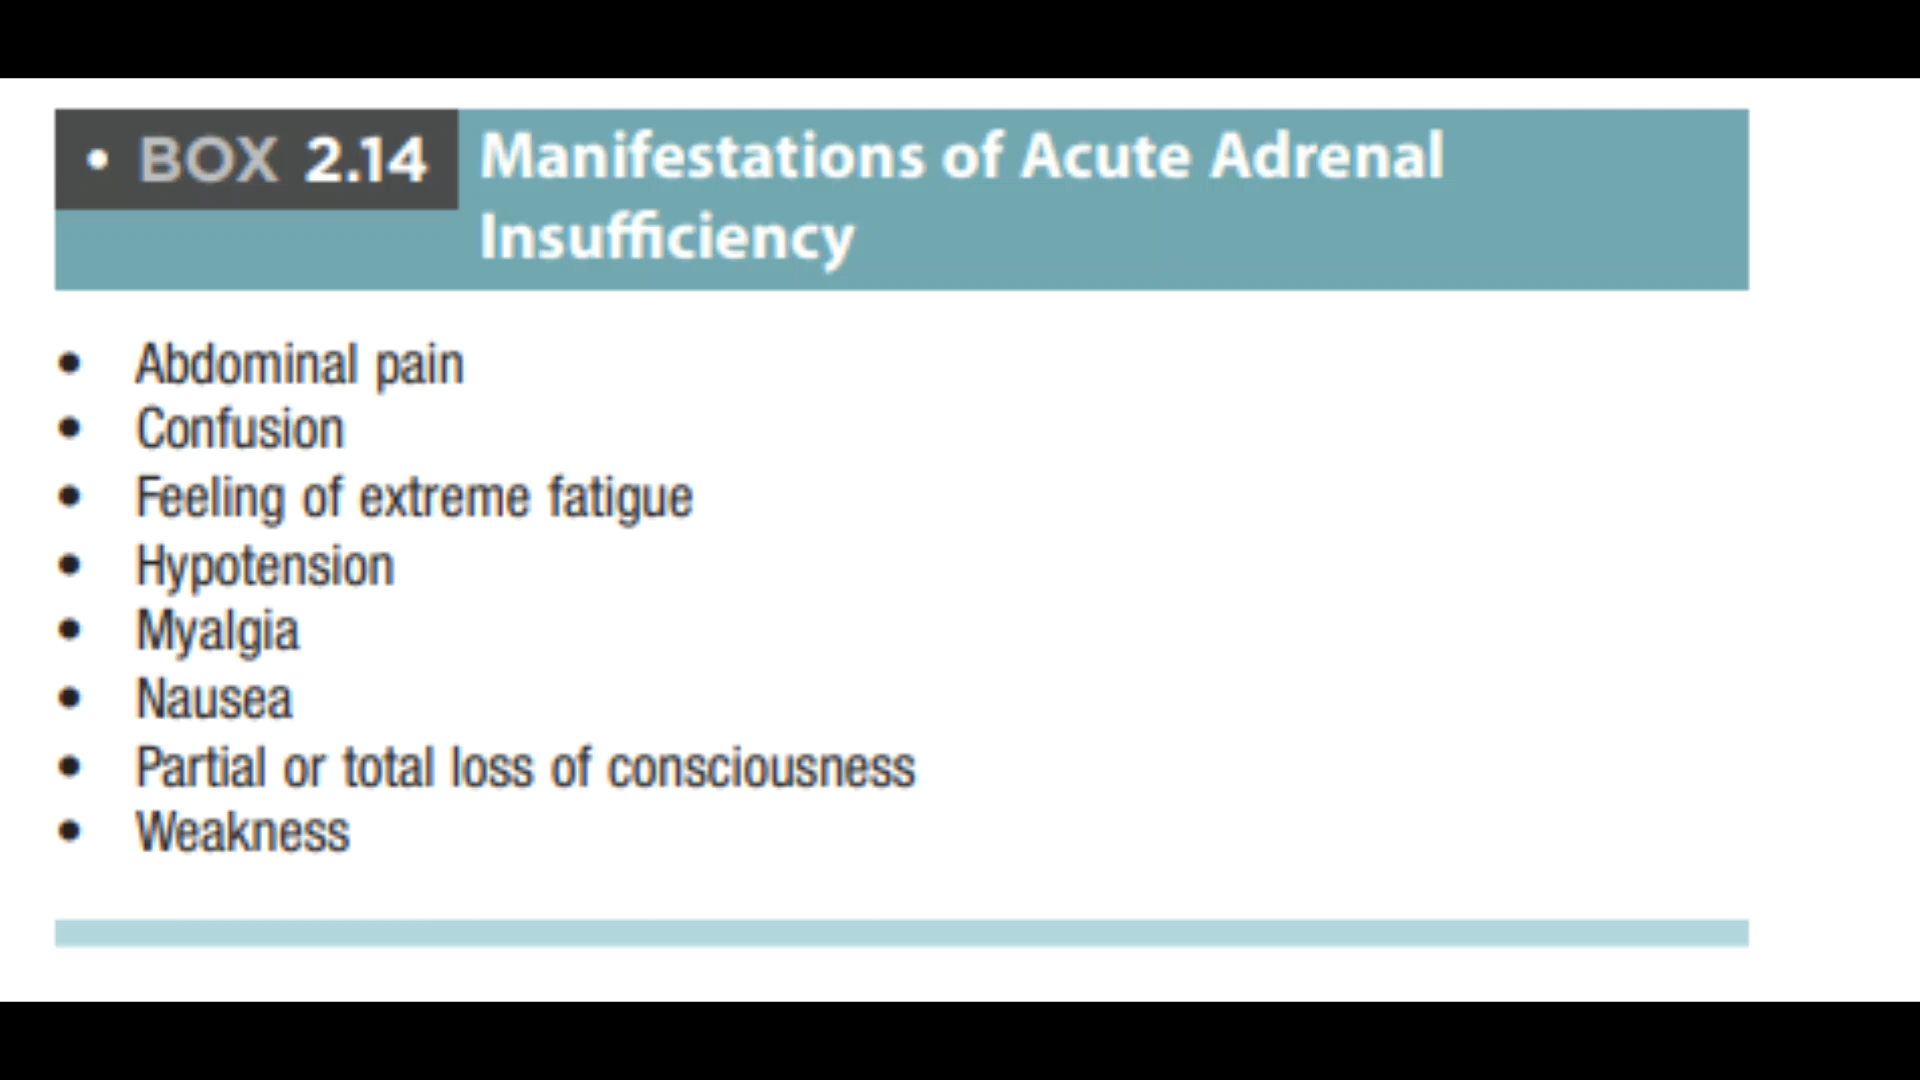 • BOX 2.14 Manifestations of Acute Adrenal
Insufficiency
• Abdominal pain
• Confusion
• Feeling of extreme fatigue
• Hypotension
• Myalgia
• Nausea
• Partial or total loss of consciousness
• Weakness